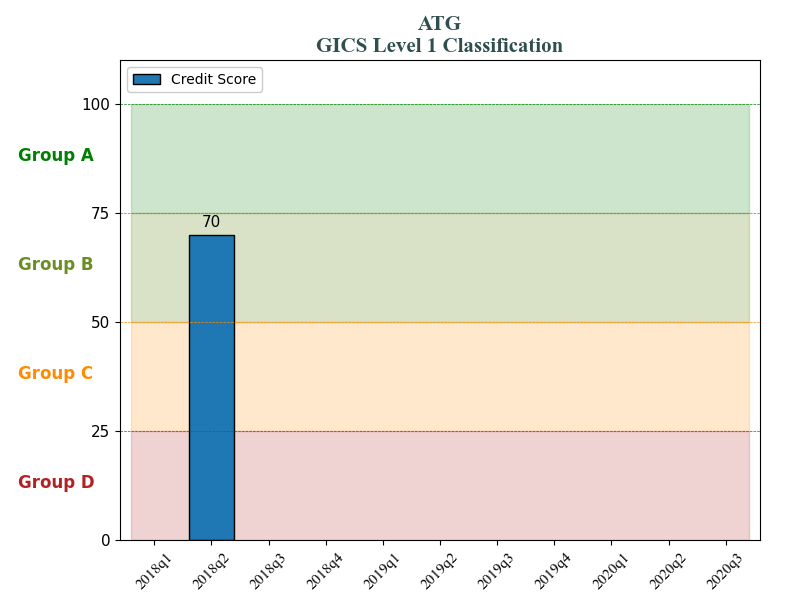 ATG
GICS Level 1 Classification
Credit Score
100
Group A
75
70
Group B
50
Group C
25
Group D
0
2018q1
2018q2
2018q3
2018q4
2019q1
2019q2
2019q3
2019q4
2020q1
2020q2
2020q3